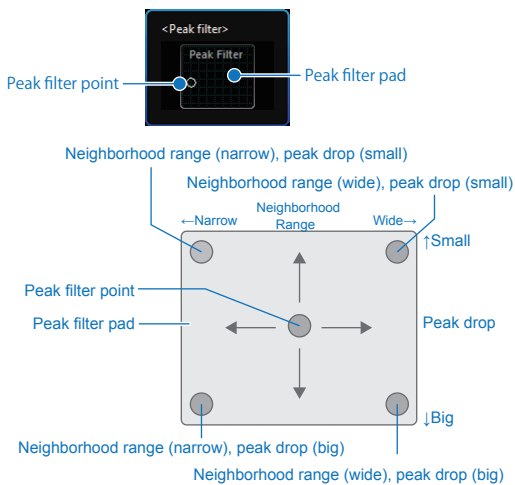 <Peak filter>
Peak Filter
Peak filter point
Peak filter pad
Neighborhood range (narrow), peak drop (small)
Neighborhood range (wide), peak drop (small)
←Narrow
Neighborhood
Range
Wide→
↑Small
Peak filter point
Peak filter pad
Peak drop
↓Big
Neighborhood range (narrow), peak drop (big)
Neighborhood range (wide), peak drop (big)